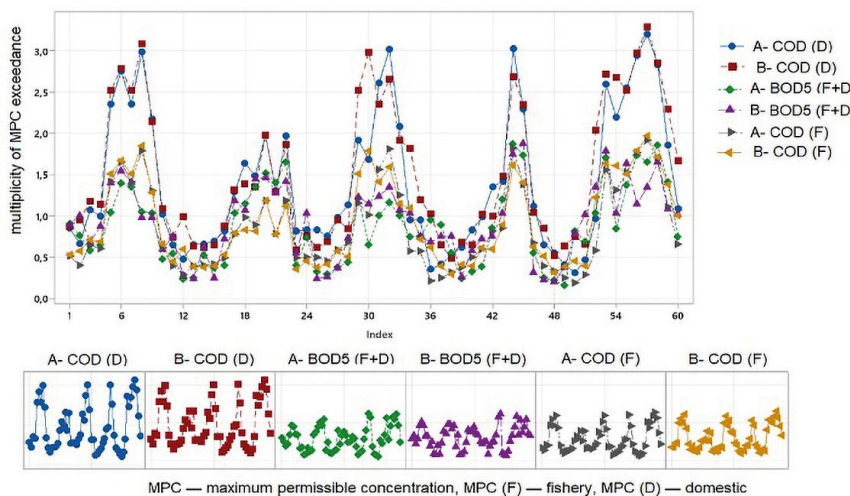 multiplicity of MPC exceedance
3,0
2,5
2,0
1,5
1,0
0,5
0,0
1 6 12 18 24 30 36 42 48 54 60
Index
A- COD (D)
B- COD (D)
A- BOD5 (F+D
B- BOD5 (F+D
A- COD (F)
B- COD (F)
A- COD (D) B- COD (D) A- BOD5 (F+D) B- BOD5 (F+D) A- COD (F) B- COD (F)
MPC — maximum permissible concentration, MPC (F) — fishery, MPC (D) — domestic